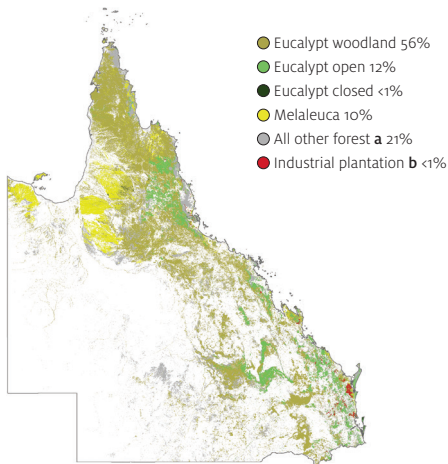 Eucalypt woodland 56%
Eucalypt open 12%
Eucalypt closed <1%
Melaleuca 10%
All other forest a 21%
Industrial plantation b <1%